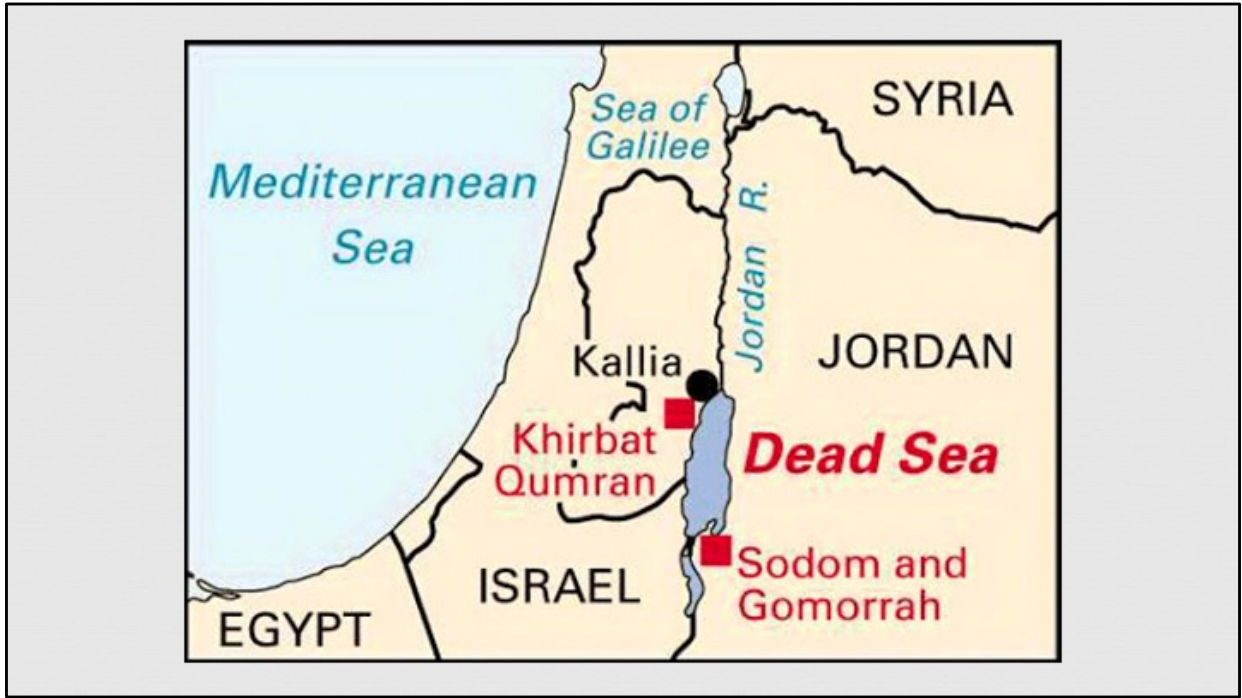 SYRIA
Sea of
Galilee
Mediterranean
Sea
Jordan R.
JORDAN
Kallia
Khirbat
Qumran
Dead Sea
ISRAEL
Sodom and
Gomorrah
EGYPT